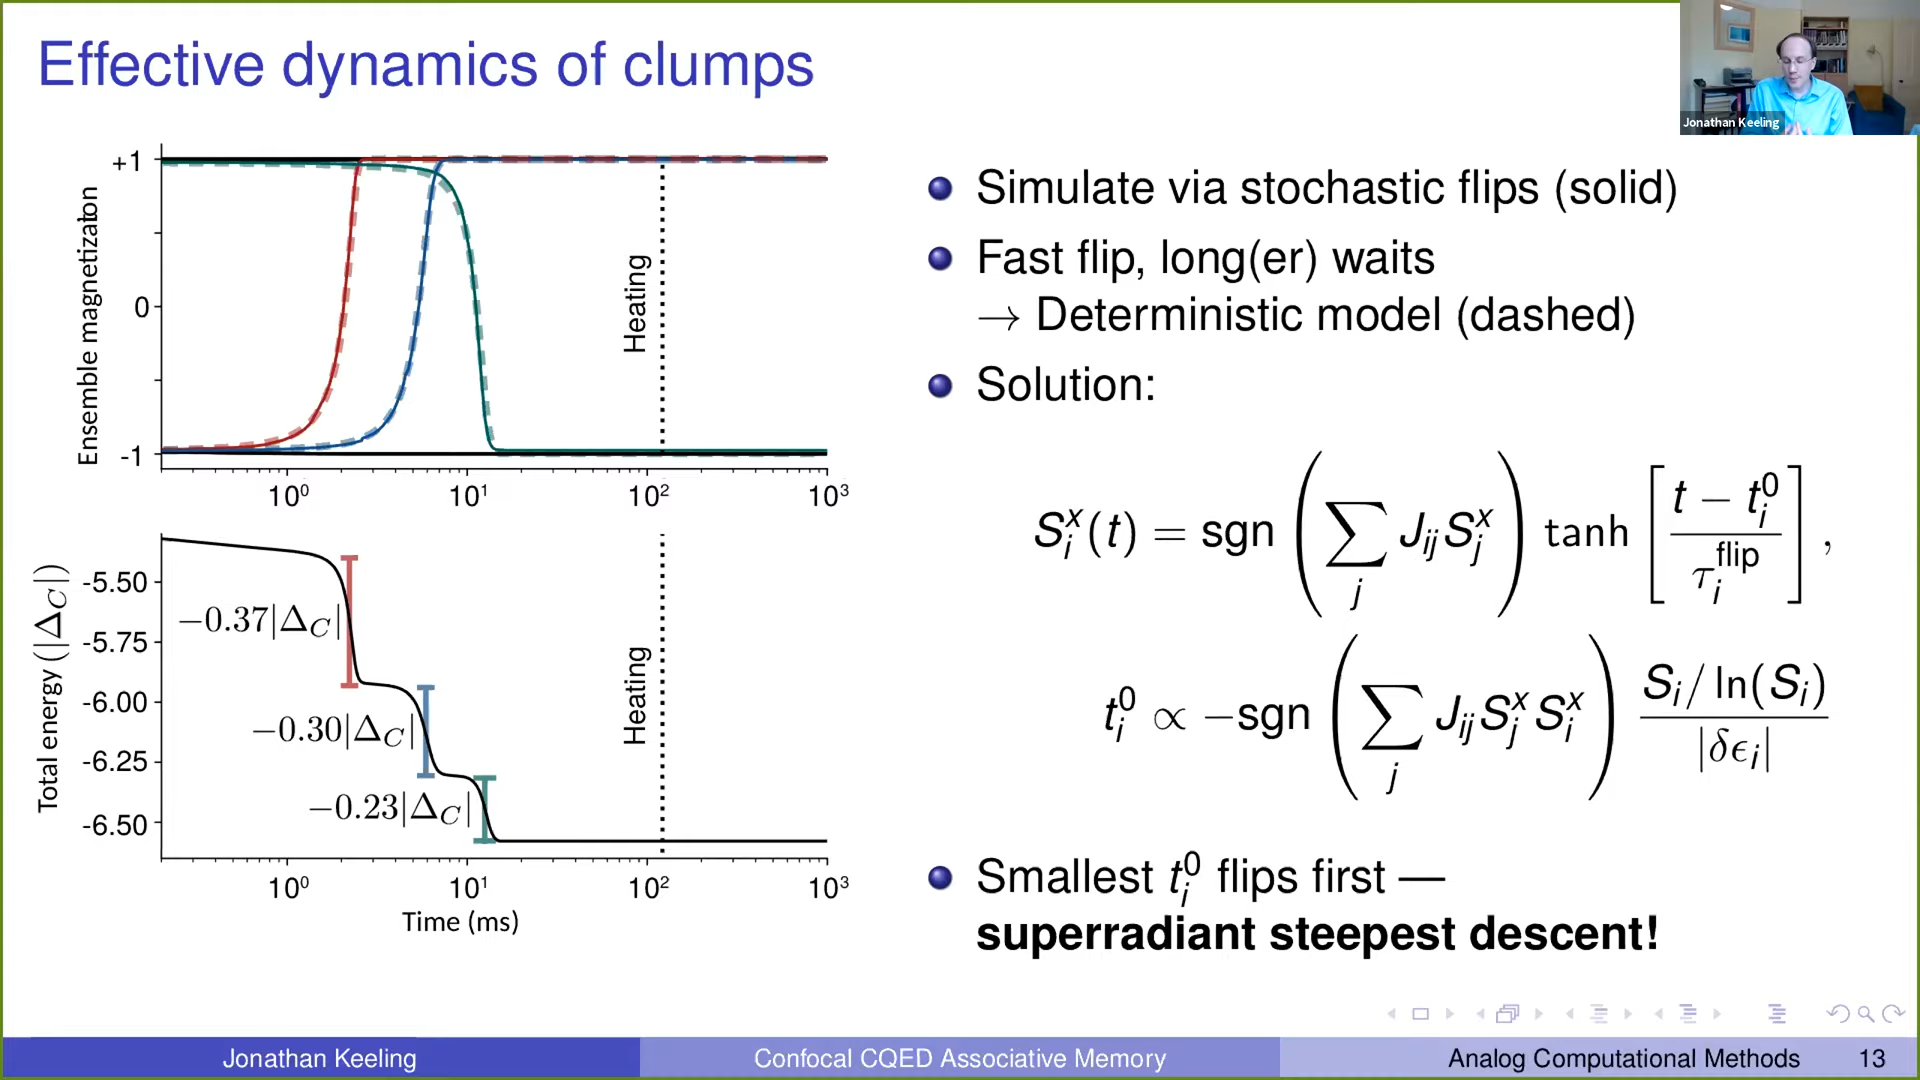 Effective dynamics of clumps
Jonathan Keeling
Ensemble magnetization
+1
0
-1
Heating
10⁰ 10¹ 10² 10³
Total energy (|Δ_C|)
-5.50
-5.75
-6.00
-6.25
-6.50
−0.37|Δ_C|
−0.30|Δ_C|
−0.23|Δ_C|
Heating
10⁰ 10¹ 10² 10³
Time (ms)
Simulate via stochastic flips (solid)
Fast flip, long(er) waits
→ Deterministic model (dashed)
Solution:
S_i^x(t) = sgn (∑_j J_ij S_j^x) tanh [(t − t_i^0) / τ_i^flip],
t_i^0 ∝ −sgn (∑_j J_ij S_j^x S_i^x) (S_i / ln(S_i)) / |δϵ_i|
Smallest t_i^0 flips first —
superradiant steepest descent!
Jonathan Keeling
Confocal CQED Associative Memory
Analog Computational Methods
13